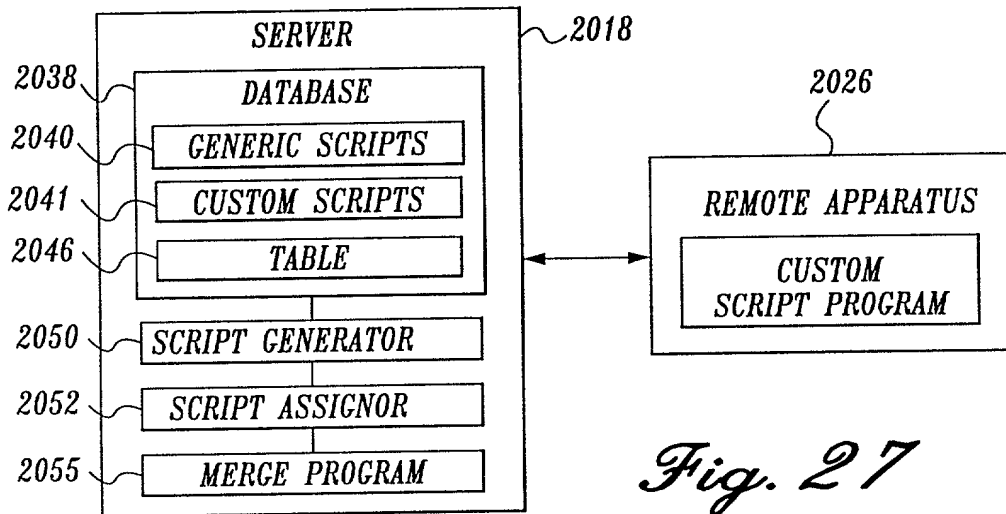 SERVER
2018
2038
DATABASE
2040
GENERIC SCRIPTS
2041
CUSTOM SCRIPTS
2046
TABLE
2050
SCRIPT GENERATOR
2052
SCRIPT ASSIGNOR
2055
MERGE PROGRAM
2026
REMOTE APPARATUS
CUSTOM
SCRIPT PROGRAM
Fig. 27